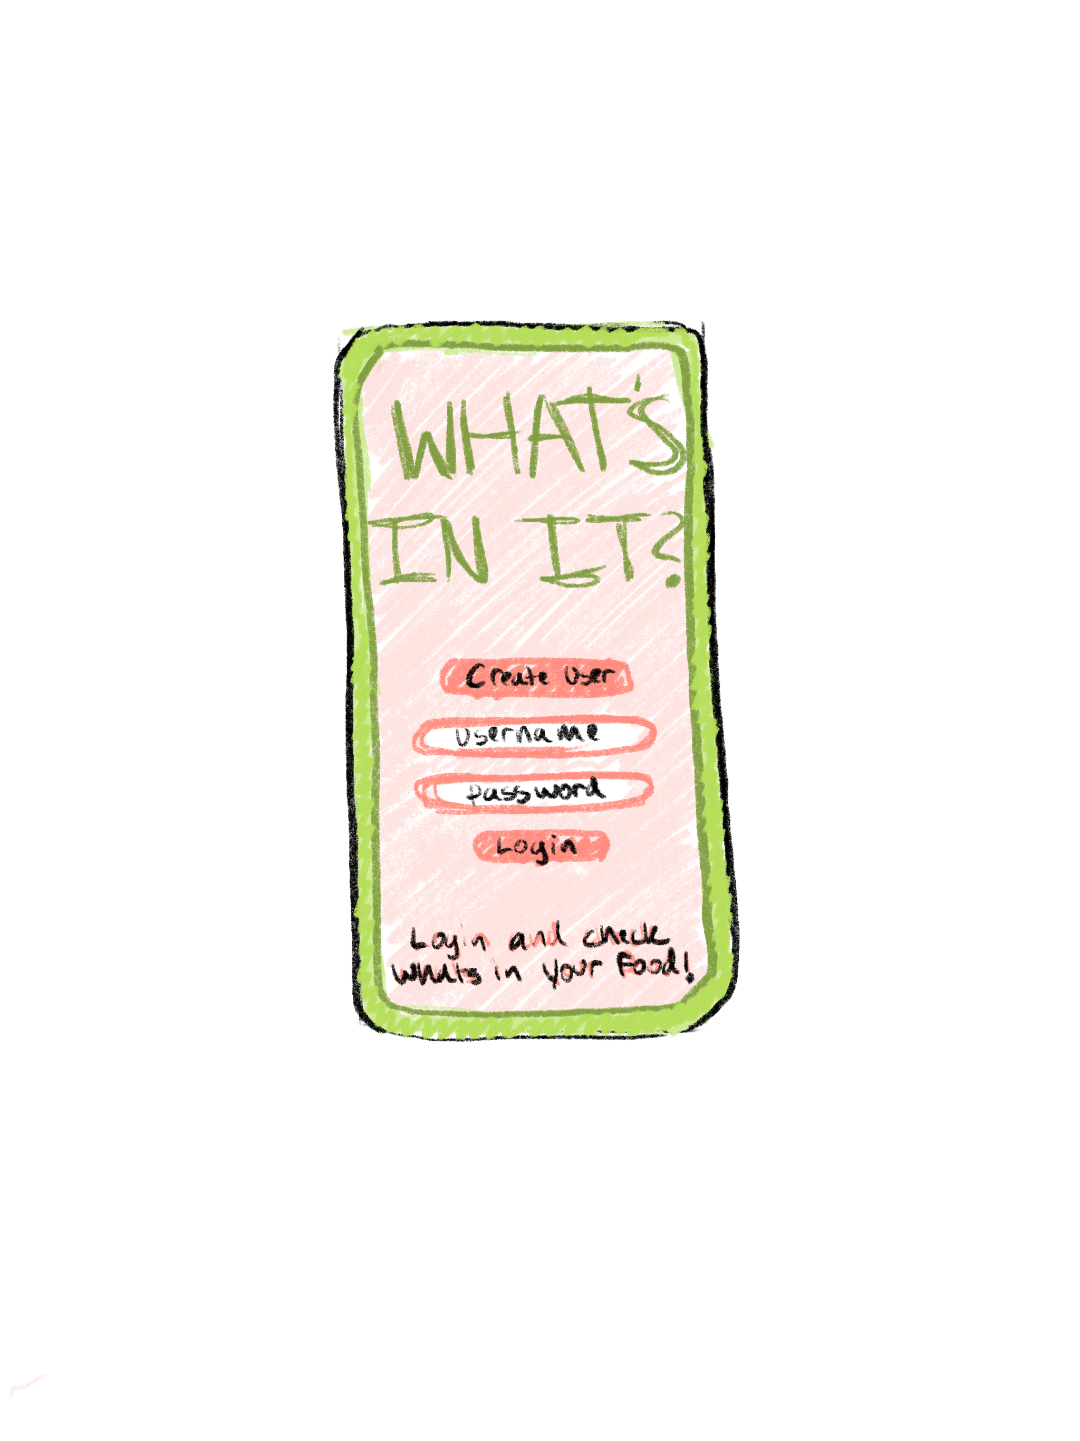 WHAT'S
IN IT?
Create User
Username
Password
Login
Login and check
whats in your Food!